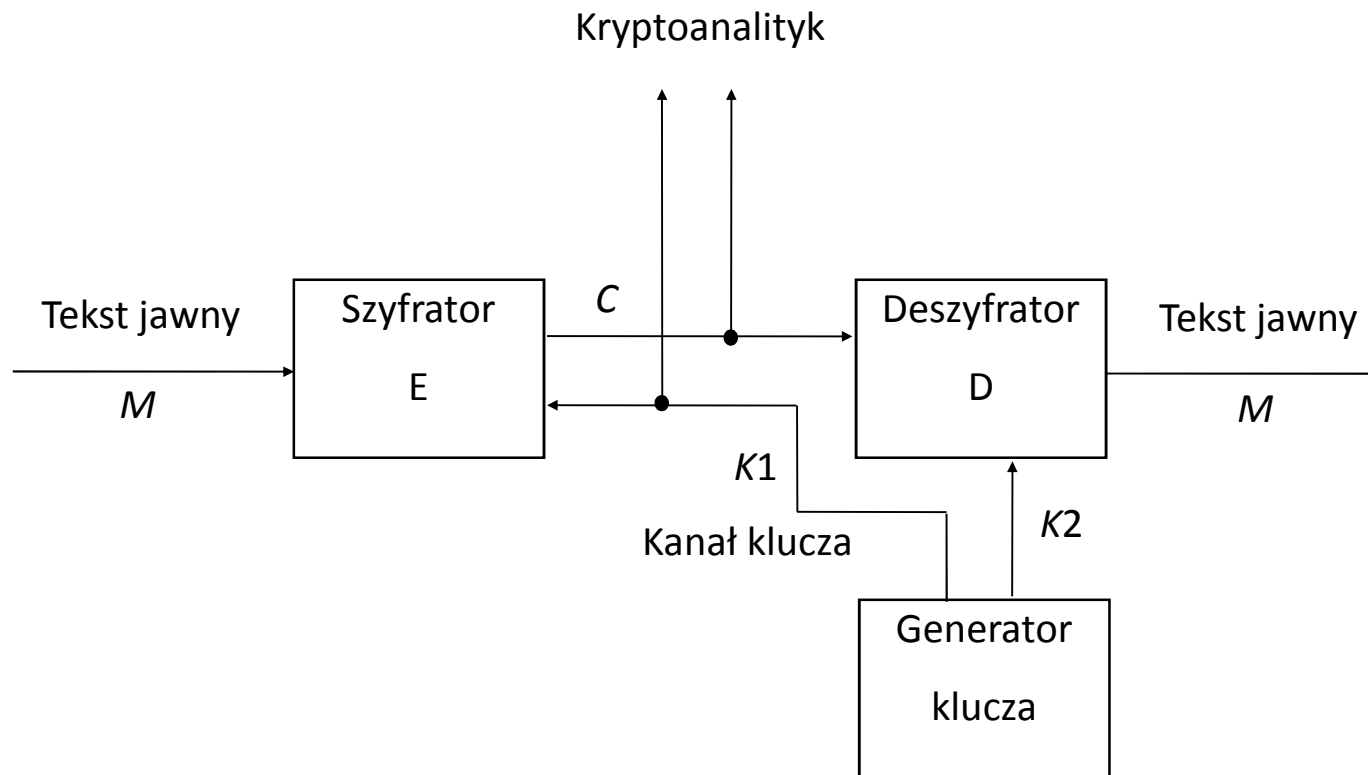 Kryptoanalityk
Tekst jawny
M
Szyfrator
E
C
Deszyfrator
D
Tekst jawny
M
K1
Kanał klucza
K2
Generator
klucza